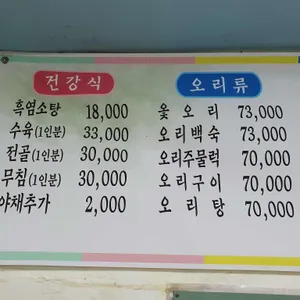 건강식
흑염소탕 18,000
수육(1인분) 33,000
전골(1인분) 30,000
무침(1인분) 30,000
야채추가 2,000
오리류
옻오리 73,000
오리백숙 73,000
오리주물럭 70,000
오리구이 70,000
오리탕 70,000